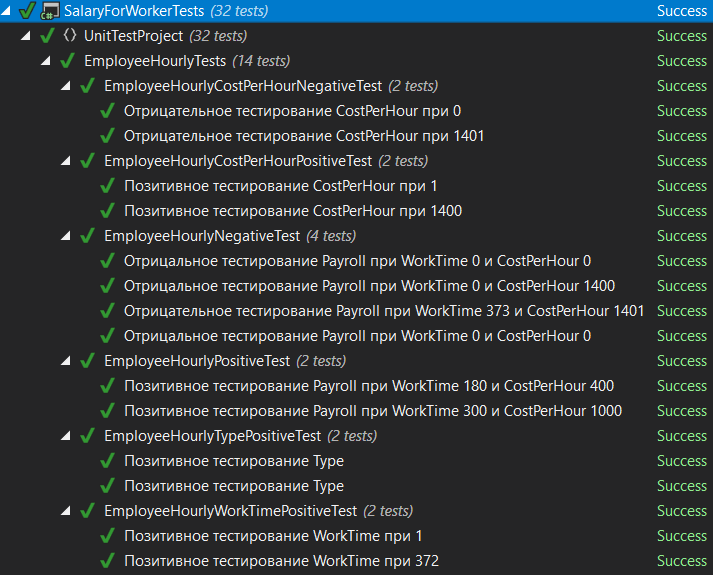 SalaryForWorkerTests (32 tests) Success
UnitTestProject (32 tests) Success
EmployeeHourlyTests (14 tests) Success
EmployeeHourlyCostPerHourNegativeTest (2 tests) Success
Отрицательное тестирование CostPerHour при 0 Success
Отрицательное тестирование CostPerHour при 1401 Success
EmployeeHourlyCostPerHourPositiveTest (2 tests) Success
Позитивное тестирование CostPerHour при 1 Success
Позитивное тестирование CostPerHour при 1400 Success
EmployeeHourlyNegativeTest (4 tests) Success
Отрицальное тестирование Payroll при WorkTime 0 и CostPerHour 0 Success
Отрицальное тестирование Payroll при WorkTime 0 и CostPerHour 1400 Success
Отрицательное тестирование Payroll при WorkTime 373 и CostPerHour 1401 Success
Отрицальное тестирование Payroll при WorkTime 0 и CostPerHour 0 Success
EmployeeHourlyPositiveTest (2 tests) Success
Позитивное тестирование Payroll при WorkTime 180 и CostPerHour 400 Success
Позитивное тестирование Payroll при WorkTime 300 и CostPerHour 1000 Success
EmployeeHourlyTypePositiveTest (2 tests) Success
Позитивное тестирование Type Success
Позитивное тестирование Type Success
EmployeeHourlyWorkTimePositiveTest (2 tests) Success
Позитивное тестирование WorkTime при 1 Success
Позитивное тестирование WorkTime при 372 Success